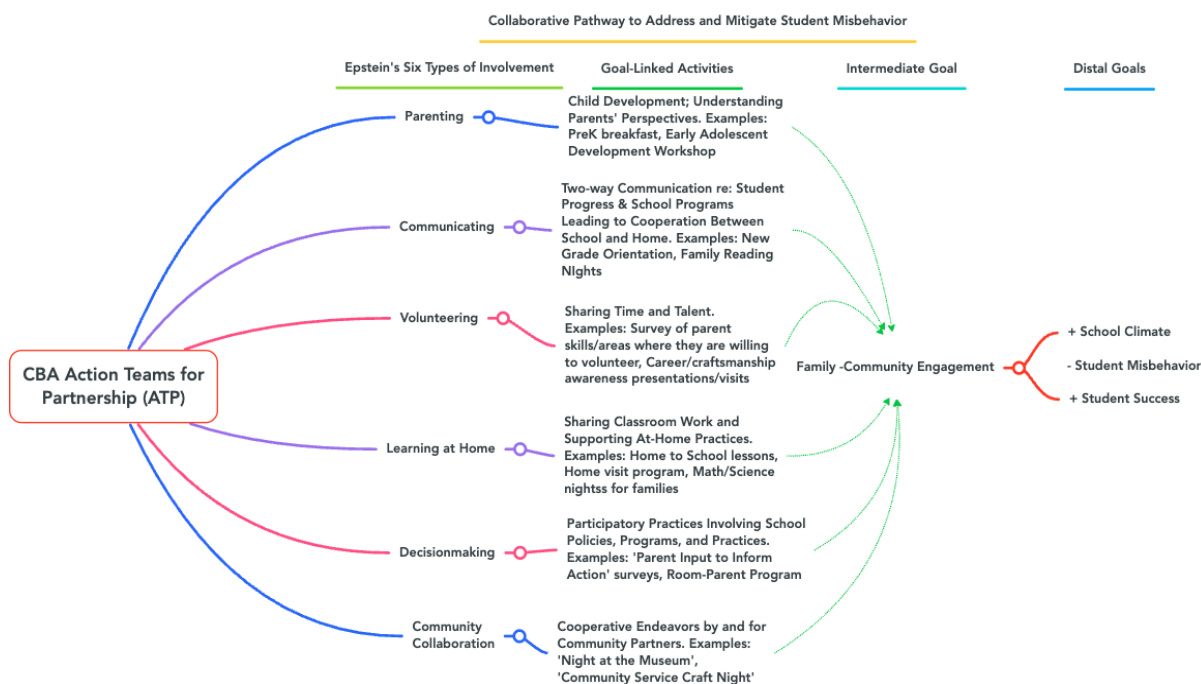 Collaborative Pathway to Address and Mitigate Student Misbehavior
Epstein's Six Types of Involvement
Goal-Linked Activities
Intermediate Goal
Distal Goals
Parenting
Child Development; Understanding
Parents' Perspectives. Examples:
PreK breakfast, Early Adolescent
Development Workshop
Communicating
Two-way Communication re: Student
Progress & School Programs
Leading to Cooperation Between
School and Home. Examples: New
Grade Orientation, Family Reading
NIghts
Volunteering
Sharing Time and Talent.
Examples: Survey of parent
skills/areas where they are willing
to volunteer, Career/craftsmanship
awareness presentations/visits
CBA Action Teams for
Partnership (ATP)
Family -Community Engagement
+ School Climate
- Student Misbehavior
+ Student Success
Learning at Home
Sharing Classroom Work and
Supporting At-Home Practices.
Examples: Home to School lessons,
Home visit program, Math/Science
nightss for families
Decisionmaking
Participatory Practices Involving School
Policies, Programs, and Practices.
Examples: 'Parent Input to Inform
Action' surveys, Room-Parent Program
Community
Collaboration
Cooperative Endeavors by and for
Community Partners. Examples:
'Night at the Museum',
'Community Service Craft Night'